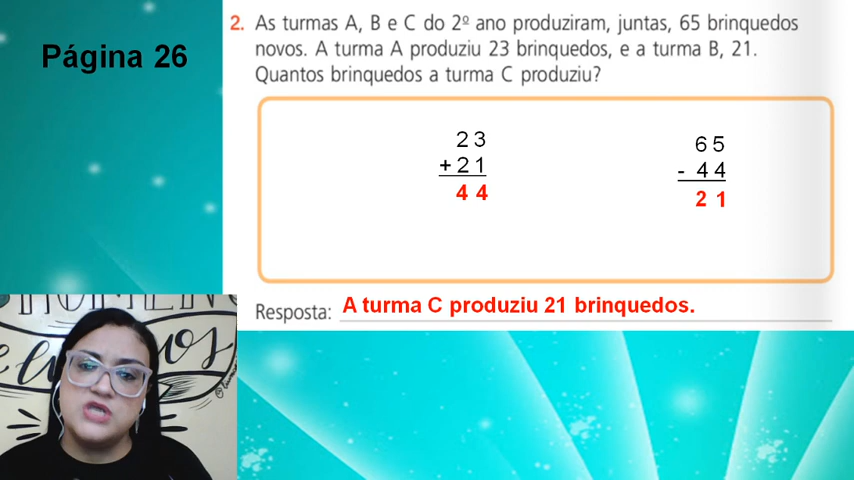 Página 26
2. As turmas A, B e C do 2º ano produziram, juntas, 65 brinquedos
novos. A turma A produziu 23 brinquedos, e a turma B, 21.
Quantos brinquedos a turma C produziu?
23
+21
44
65
- 44
21
Resposta: A turma C produziu 21 brinquedos.